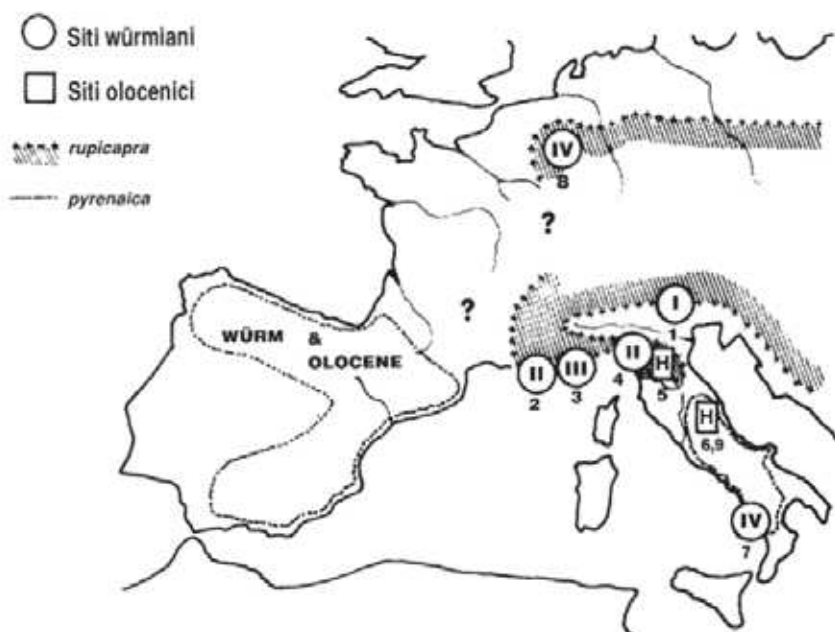 Siti würmiani
Siti olocenici
rupicapra
pyrenaica
IV
8
?
?
WÜRM & OLOCENE
I
1
II
2
III
3
II
4
H
5
H
6,9
IV
7